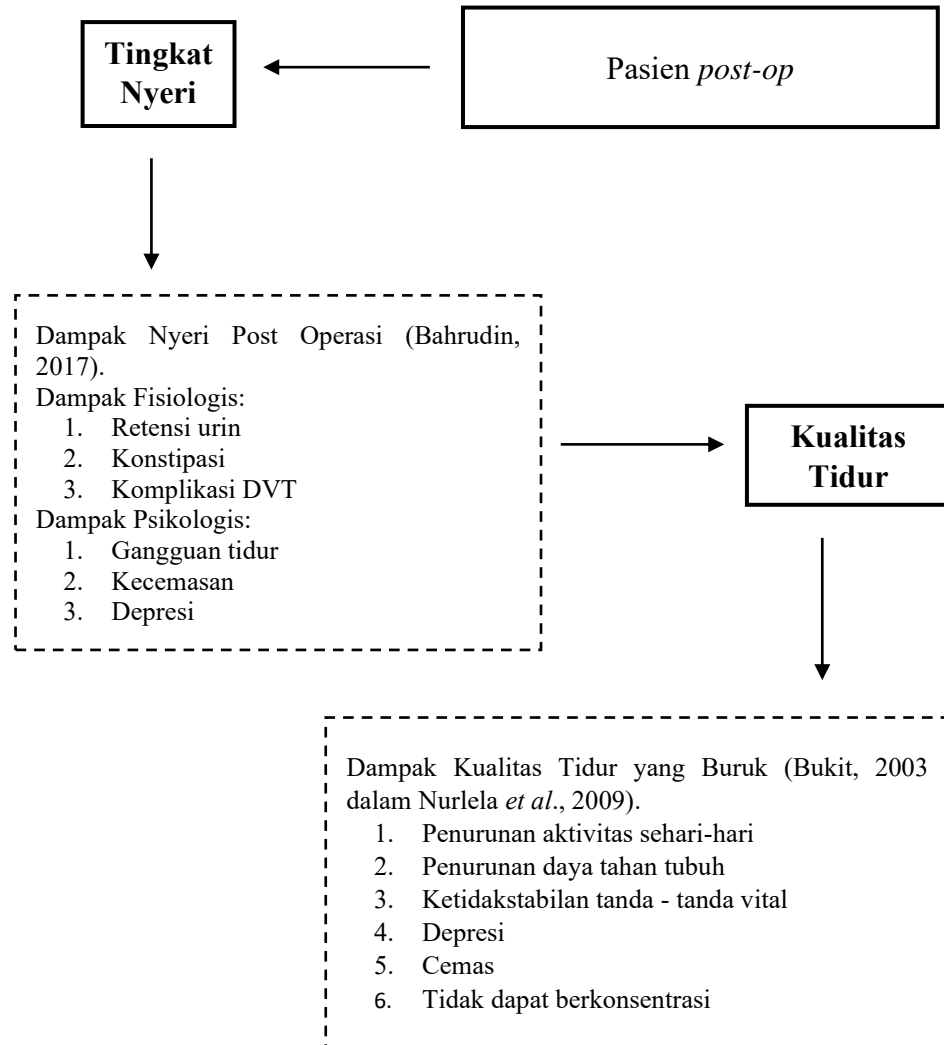 Tingkat
Nyeri
Pasien post-op
Dampak Nyeri Post Operasi (Bahrudin,
2017).
Dampak Fisiologis:
1. Retensi urin
2. Konstipasi
3. Komplikasi DVT
Dampak Psikologis:
1. Gangguan tidur
2. Kecemasan
3. Depresi
Kualitas
Tidur
Dampak Kualitas Tidur yang Buruk (Bukit, 2003
dalam Nurlela et al., 2009).
1. Penurunan aktivitas sehari-hari
2. Penurunan daya tahan tubuh
3. Ketidakstabilan tanda - tanda vital
4. Depresi
5. Cemas
6. Tidak dapat berkonsentrasi